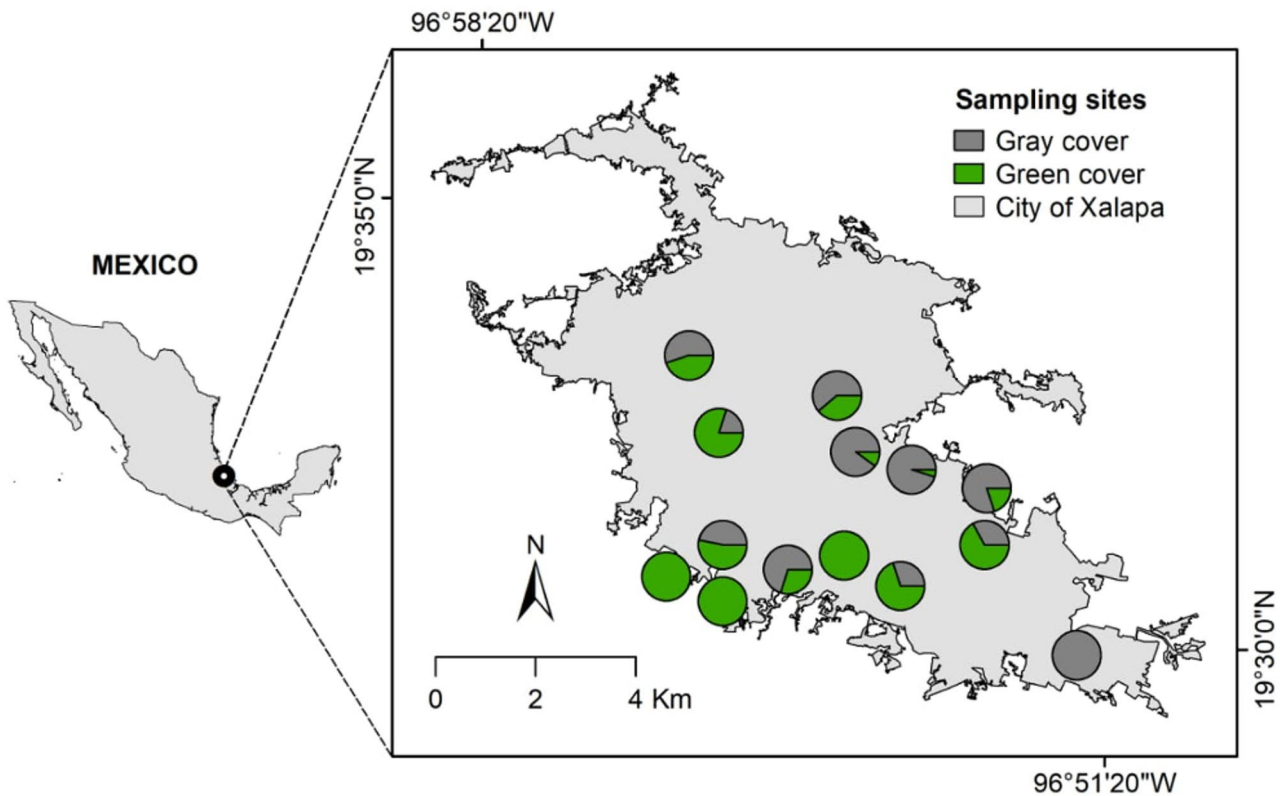 96°58'20"W
Sampling sites
Gray cover
Green cover
City of Xalapa
19°35'0"N
MEXICO
N
0 2 4 Km
19°30'0"N
96°51'20"W